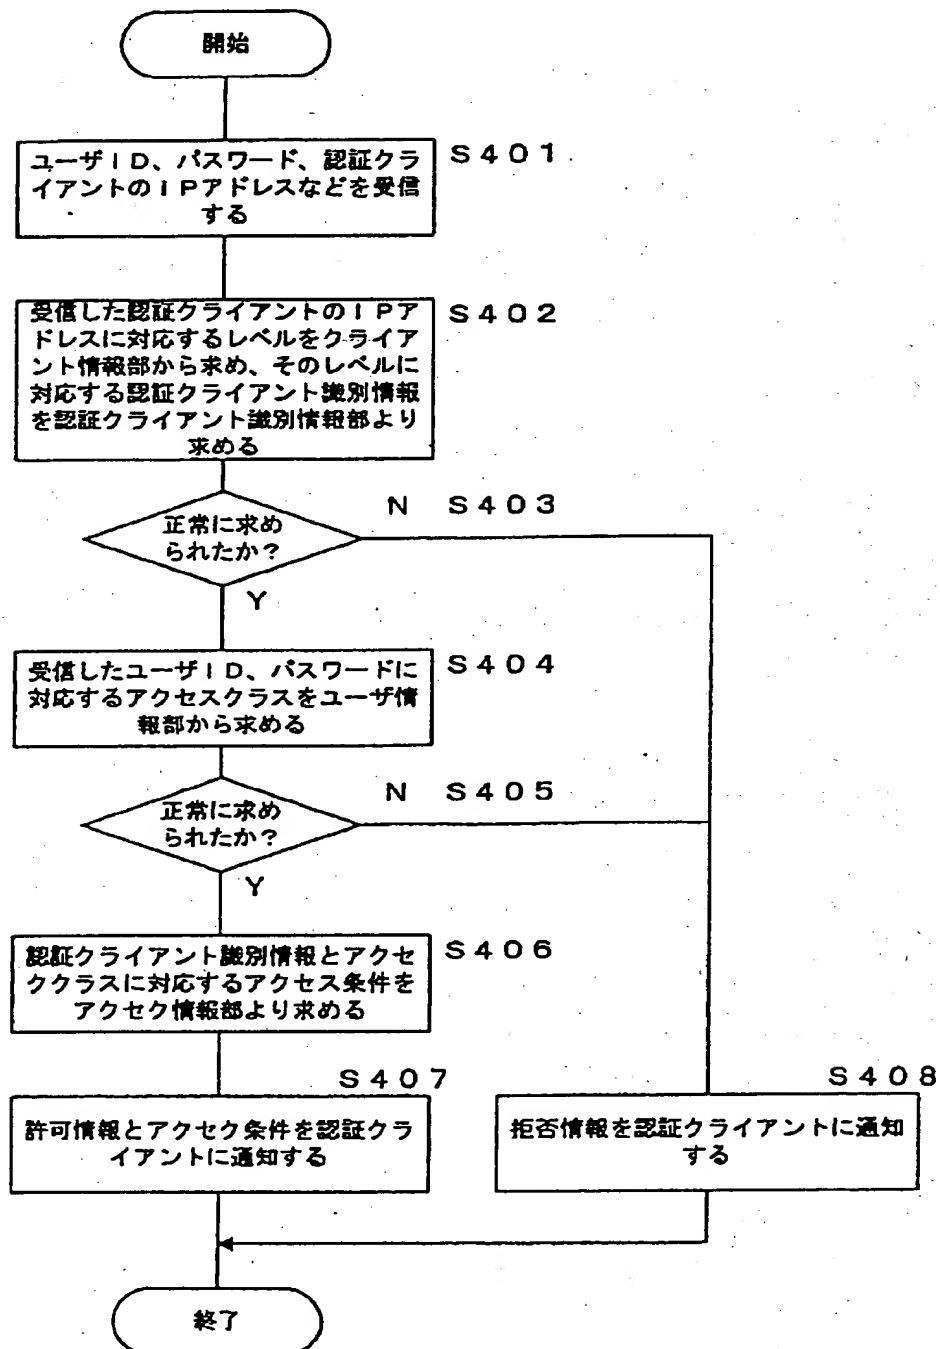 開始
S401
ユーザID、パスワード、認証クラ
イアントのIPアドレスなどを受信
する
S402
受信した認証クライアントのIPア
ドレスに対応するレベルをクライア
ント情報部から求め、そのレベルに
対応する認証クライアント識別情報
を認証クライアント識別情報部より
求める
N S403
正常に求め
られたか?
Y
S404
受信したユーザID、パスワードに
対応するアクセスクラスをユーザ情
報部から求める
N S405
正常に求め
られたか?
Y
S406
認証クライアント識別情報とアクセ
ククラスに対応するアクセス条件を
アクセク情報部より求める
S407
許可情報とアクセク条件を認証クラ
イアントに通知する
S408
拒否情報を認証クライアントに通知
する
終了